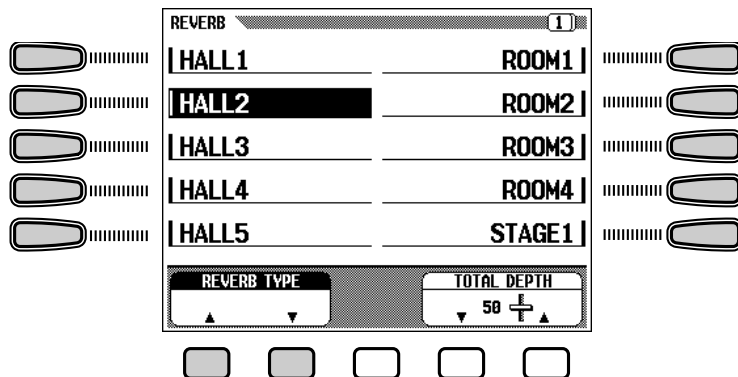 REVERB 1
HALL1 ROOM1
HALL2 ROOM2
HALL3 ROOM3
HALL4 ROOM4
HALL5 STAGE1
REVERB TYPE TOTAL DEPTH
50